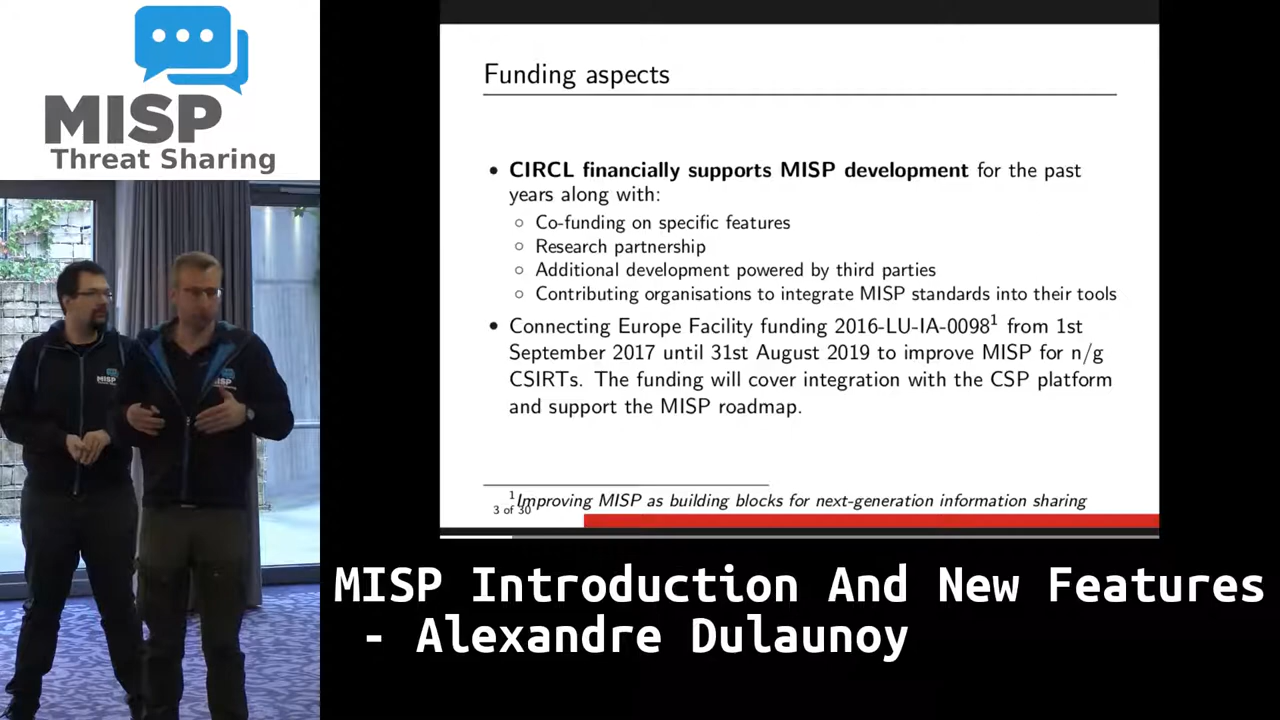 MISP
Threat Sharing
Funding aspects
• CIRCL financially supports MISP development for the past
years along with:
○ Co-funding on specific features
○ Research partnership
○ Additional development powered by third parties
○ Contributing organisations to integrate MISP standards into their tools
• Connecting Europe Facility funding 2016-LU-IA-0098¹ from 1st
September 2017 until 31st August 2019 to improve MISP for n/g
CSIRTs. The funding will cover integration with the CSP platform
and support the MISP roadmap.
¹Improving MISP as building blocks for next-generation information sharing
3 of 30
MISP Introduction And New Features
- Alexandre Dulaunoy
MISP
MISP